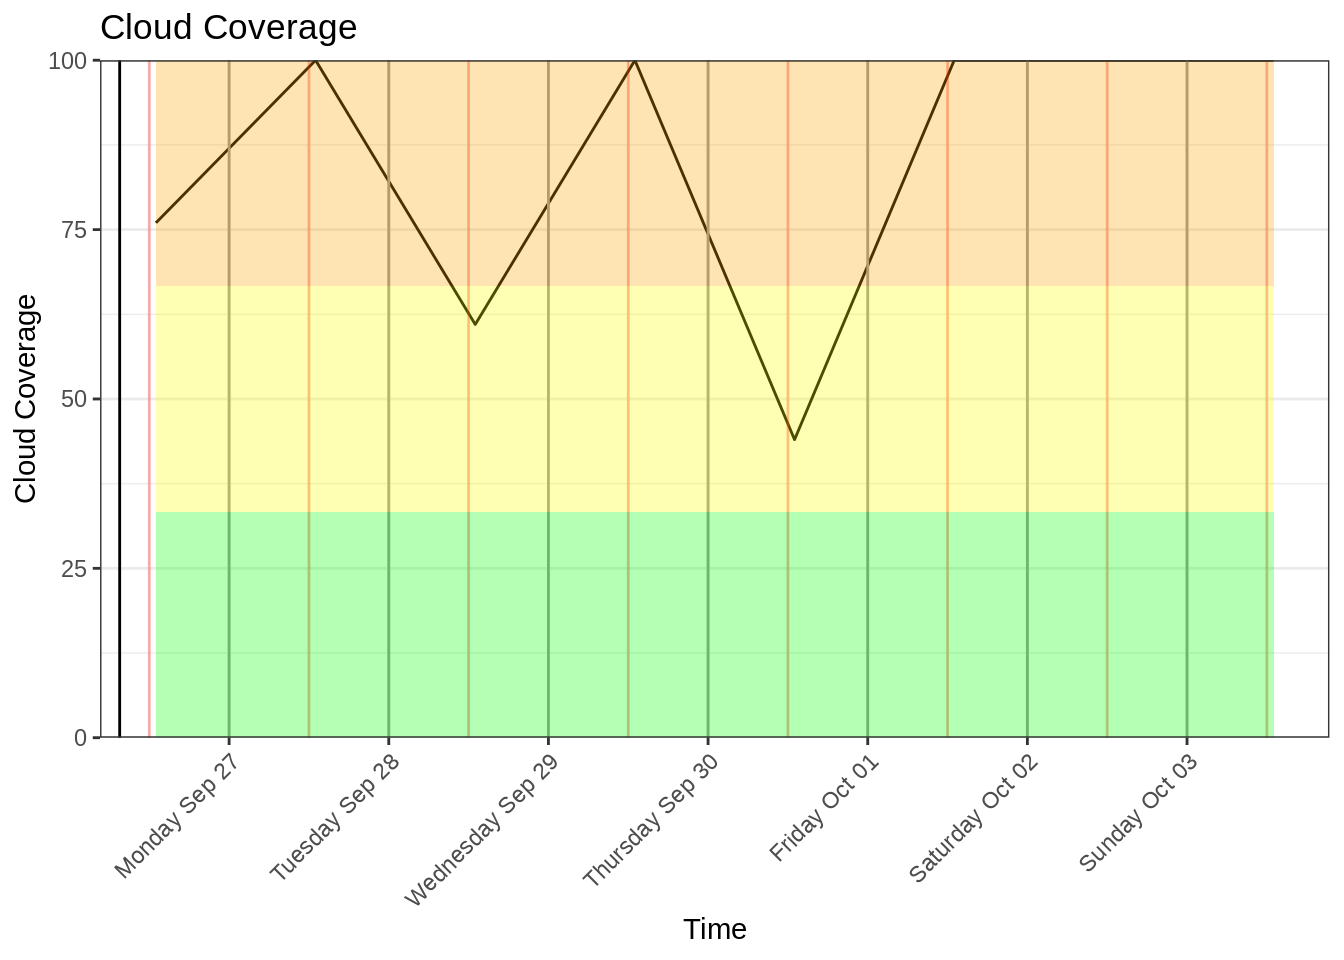 Cloud Coverage
100
75
50
25
0
Cloud Coverage
Monday Sep 27
Tuesday Sep 28
Wednesday Sep 29
Thursday Sep 30
Friday Oct 01
Saturday Oct 02
Sunday Oct 03
Time